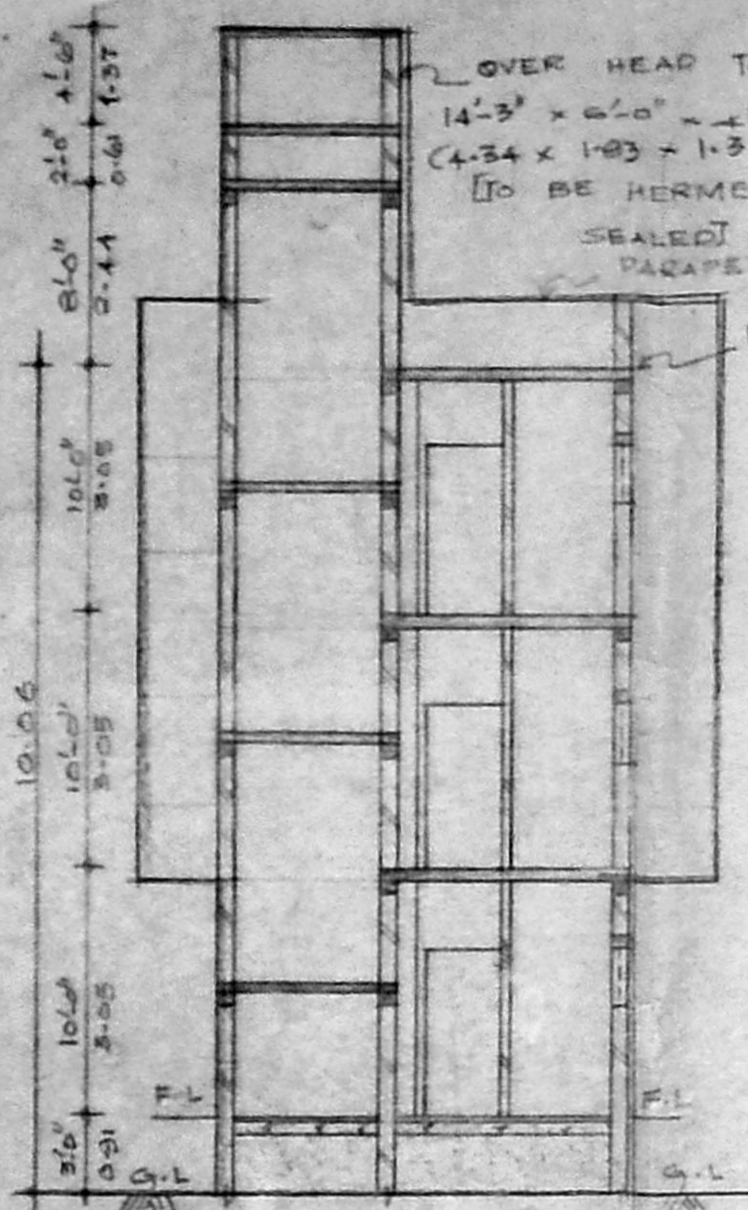 OVER HEAD T
14'-3" x 6'-0"
(4.34 x 1.83 x 1.3
[TO BE HERME
SEALED]
PARAPE
4'-6"
1.37
2'-0"
0.61
8'-0"
2.44
10'-0"
3.05
10'-0"
3.05
10'-0"
3.05
3'-0"
0.91
10.06
F.L
F.L
G.L
G.L